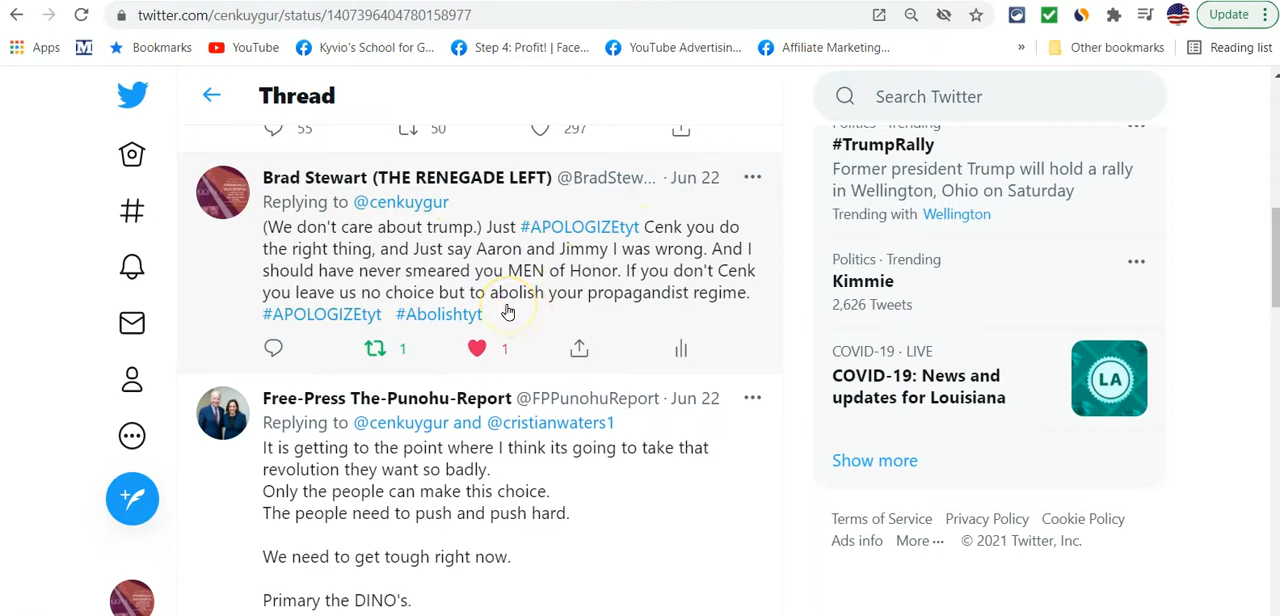 twitter.com/cenkuygur/status/1407396404780158977
Update
Apps
Bookmarks
YouTube
Kyvio's School for G...
Step 4: Profit! | Face...
YouTube Advertisin...
Affiliate Marketing...
»
Other bookmarks
Reading list
Thread
Search Twitter
55
50
297
Brad Stewart (THE RENEGADE LEFT) @BradStew... · Jun 22
Replying to @cenkuygur
(We don't care about trump.) Just #APOLOGIZEtyt Cenk you do
the right thing, and Just say Aaron and Jimmy I was wrong. And I
should have never smeared you MEN of Honor. If you don't Cenk
you leave us no choice but to abolish your propagandist regime.
#APOLOGIZEtyt #Abolishtyt
1
1
Free-Press The-Punohu-Report @FPPunohuReport · Jun 22
Replying to @cenkuygur and @cristianwaters1
It is getting to the point where I think its going to take that
revolution they want so badly.
Only the people can make this choice.
The people need to push and push hard.
We need to get tough right now.
Primary the DINO's.
Politics · Trending
#TrumpRally
Former president Trump will hold a rally
in Wellington, Ohio on Saturday
Trending with Wellington
Politics · Trending
Kimmie
2,626 Tweets
COVID-19 · LIVE
COVID-19: News and
updates for Louisiana
LA
Show more
Terms of Service Privacy Policy Cookie Policy
Ads info More ··· © 2021 Twitter, Inc.